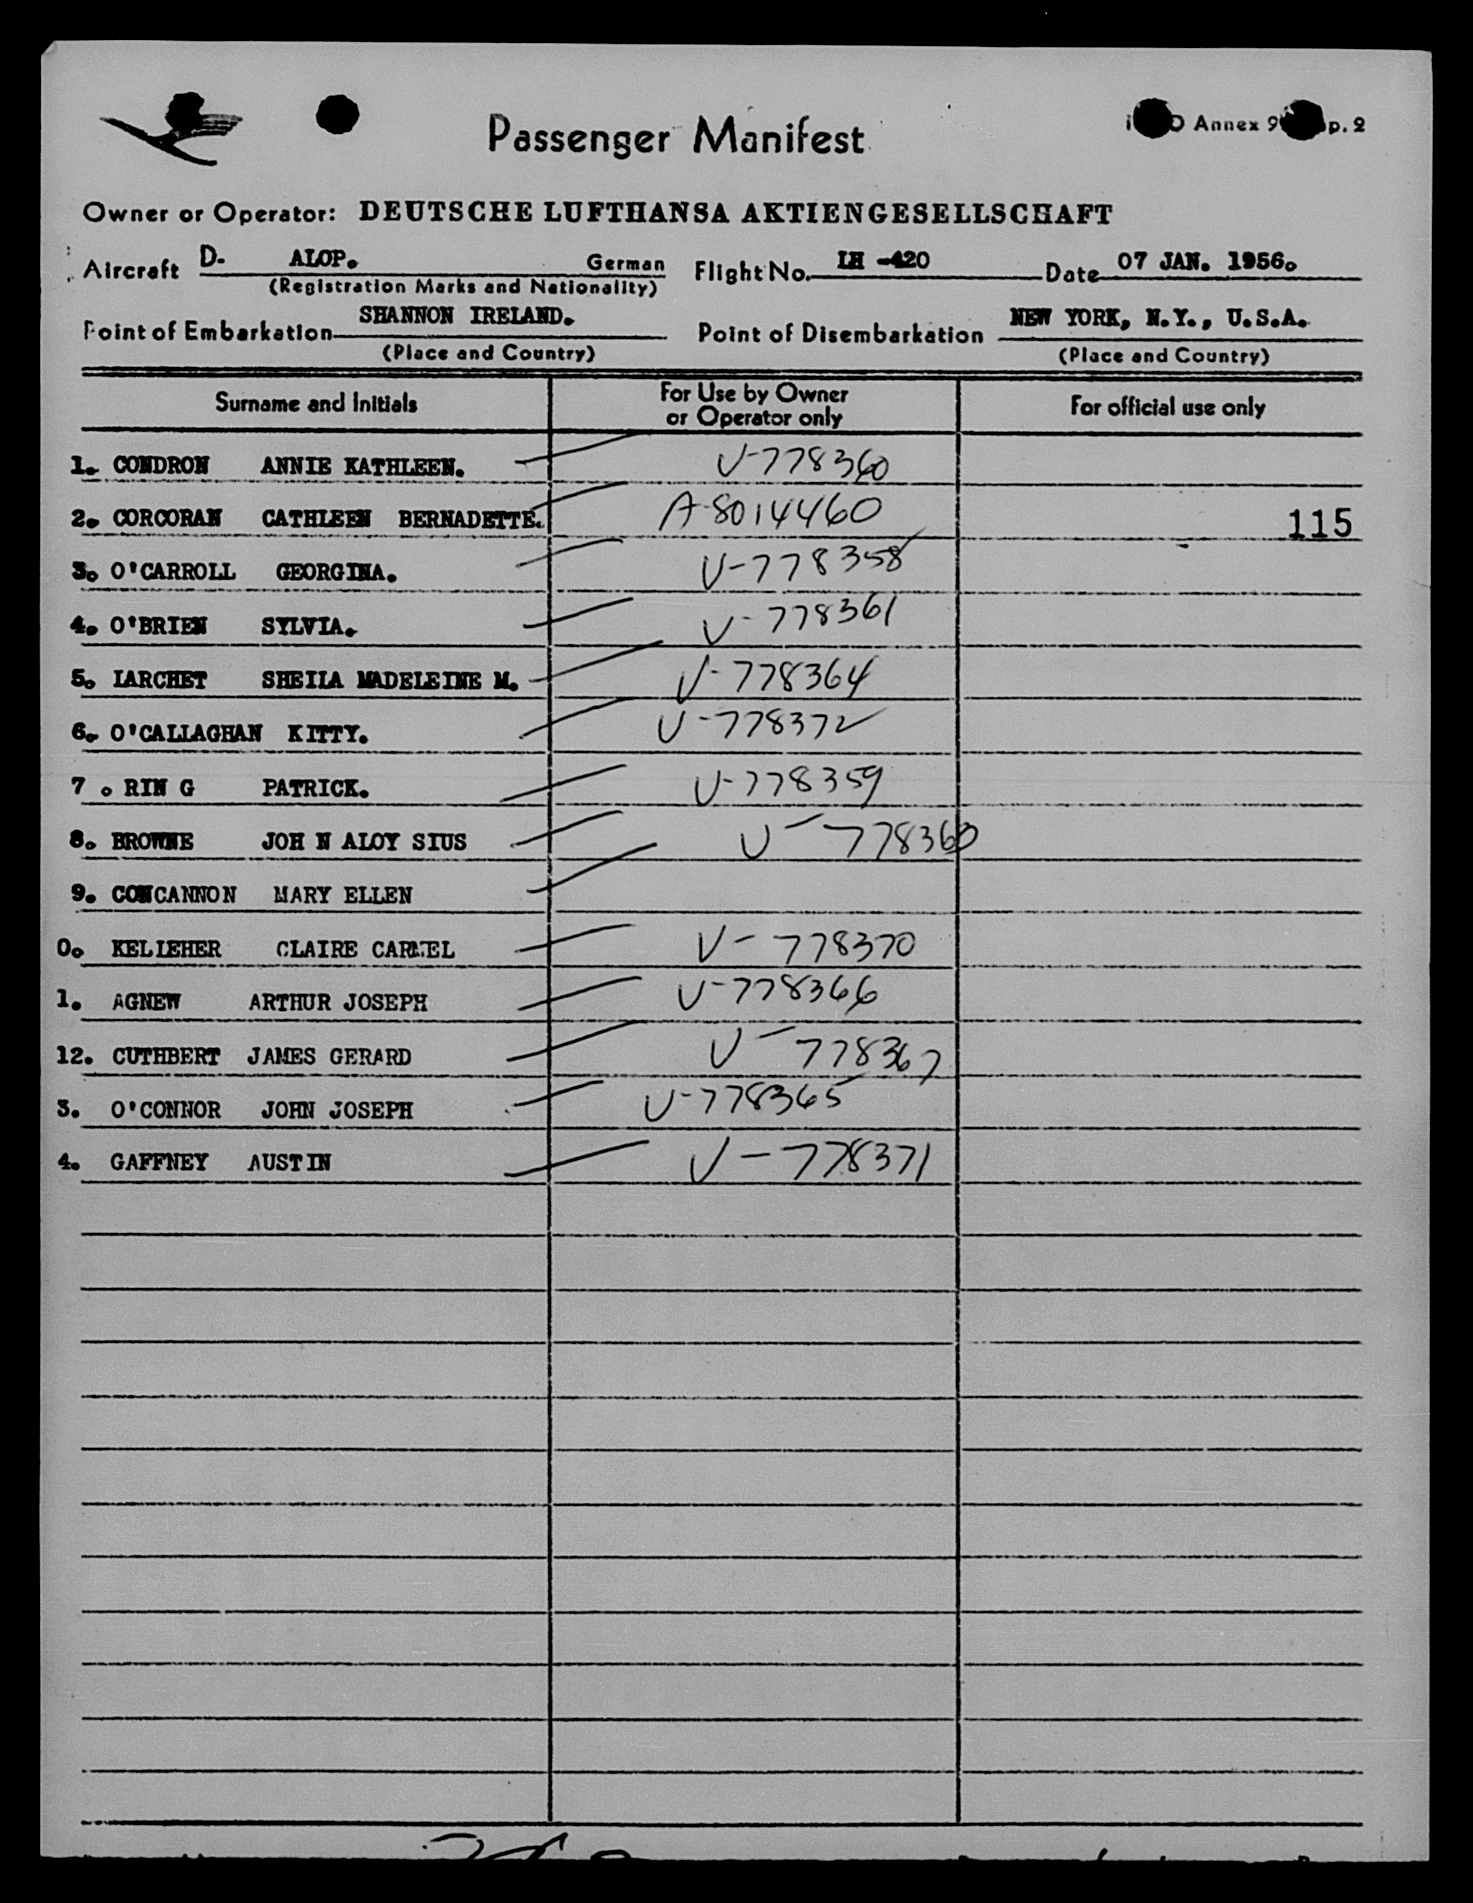 Passenger Manifest
Annex 9 p. 2
Owner or Operator: DEUTSCHE LUFTHANSA AKTIENGESELLSCHAFT
Aircraft D- ALOP. German Flight No. LH -420 Date 07 JAN. 1956.
(Registration Marks and Nationality)
Point of Embarkation SHANNON IRELAND. Point of Disembarkation NEW YORK, N.Y., U.S.A.
(Place and Country) (Place and Country)
Surname and Initials For Use by Owner or Operator only For official use only
1. CONDRON ANNIE KATHLEEN. V-778360
2. CORCORAN CATHLEEN BERNADETTE. A-8014460 115
3. O'CARROLL GEORGINA. V-778358
4. O'BRIEN SYLVIA. V-778361
5. LARCHET SHEILA MADELEINE M. V-778364
6. O'CALLAGHAN KITTY. V-778372
7 . RIN G PATRICK. V-778359
8. BROWNE JOH N ALOY SIUS V-
9. CONCANNON MARY ELLEN
0. KELLEHER CLAIRE CARMEL V-778370
1. AGNEW ARTHUR JOSEPH V-778366
12. CUTHBERT JAMES GERARD V-778367
3. O'CONNOR JOHN JOSEPH V-778365
4. GAFFNEY AUSTIN V-778371